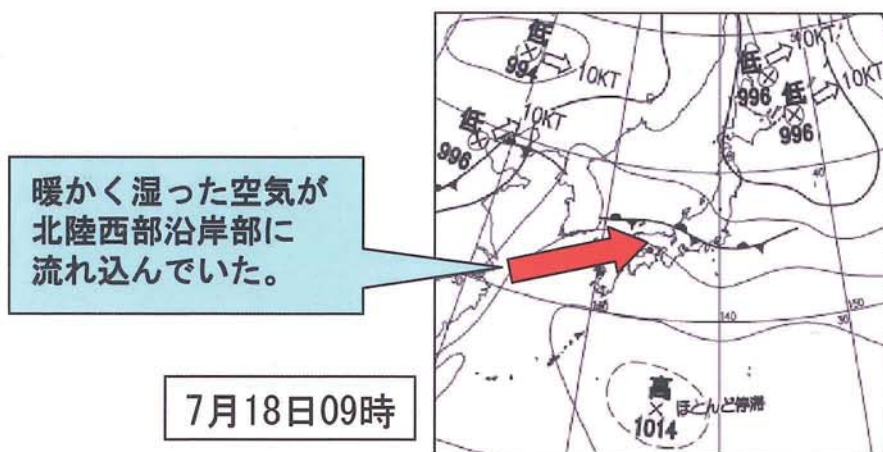 暖かく湿った空気が
北陸西部沿岸部に
流れ込んでいた。
7月18日09時
低
994
10KT
低
996
10KT
低
996
10KT
低
996
10KT
40
130
140
150
30
高
1014
ほとんど停滞